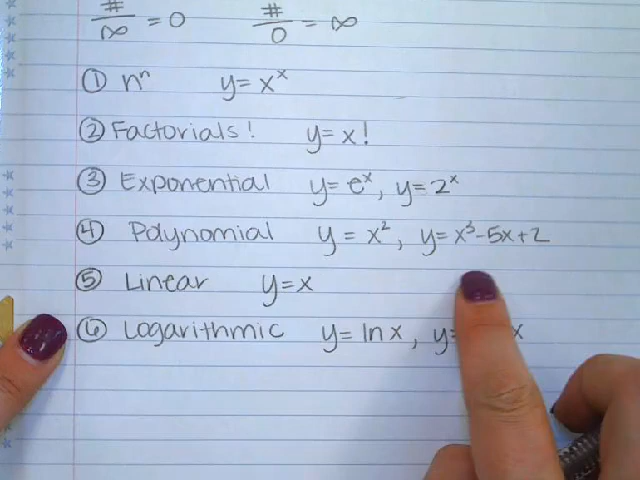 #/∞ = 0 #/0 = ∞
① nⁿ y = xˣ
② Factorials! y = x!
③ Exponential y = eˣ, y = 2ˣ
④ Polynomial y = x², y = x³-5x+2
⑤ Linear y = x
⑥ Logarithmic y = ln x, y= x